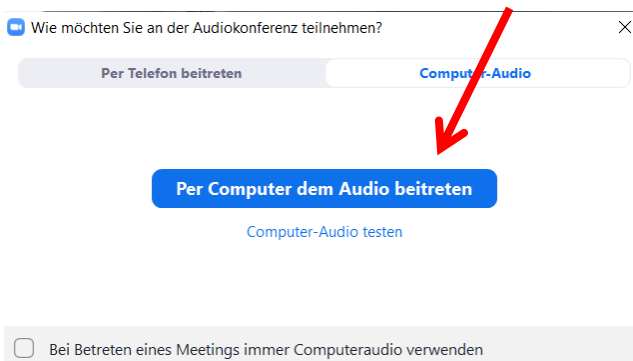 Wie möchten Sie an der Audiokonferenz teilnehmen?
Per Telefon beitreten Computer-Audio
Per Computer dem Audio beitreten
Computer-Audio testen
Bei Betreten eines Meetings immer Computeraudio verwenden